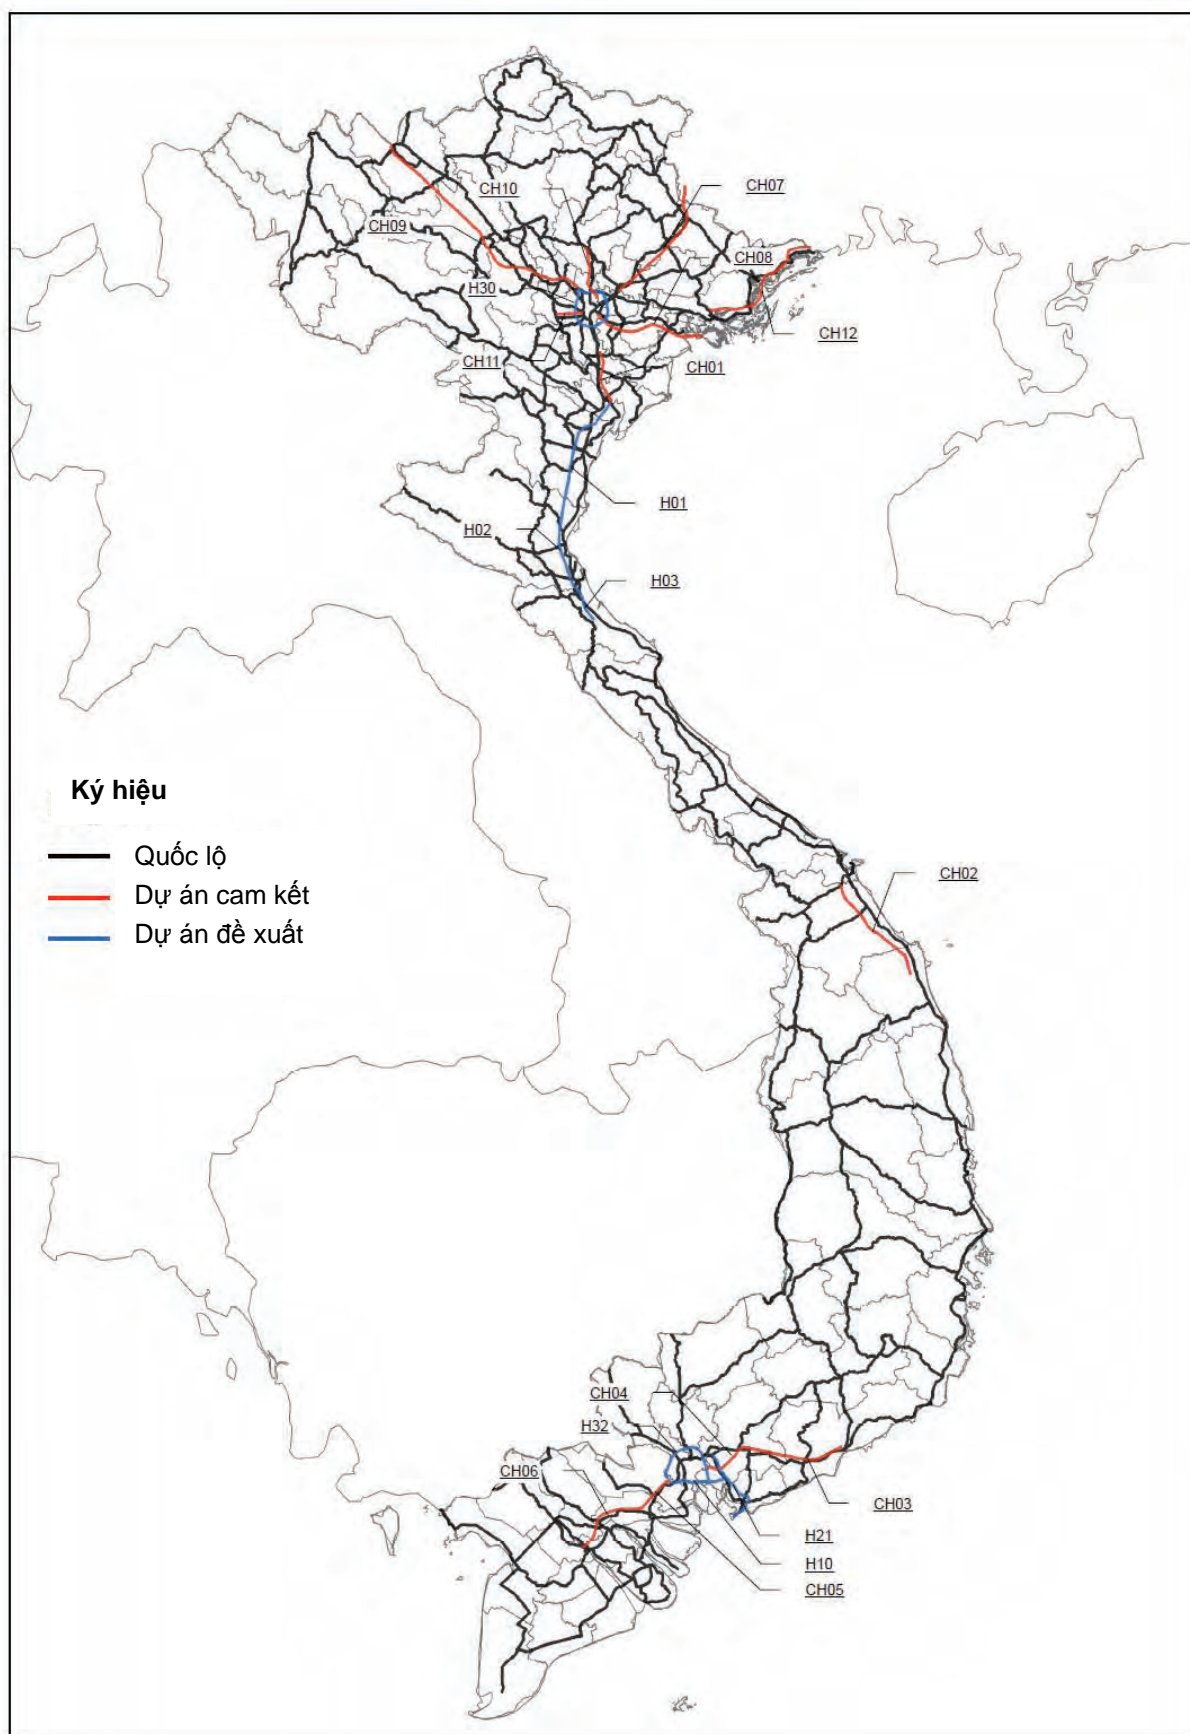 CH10
CH07
CH09
CH08
H30
CH12
CH11
CH01
H01
H02
H03
Ký hiệu
Quốc lộ
Dự án cam kết
Dự án đề xuất
CH02
CH04
H32
CH06
CH03
H21
H10
CH05